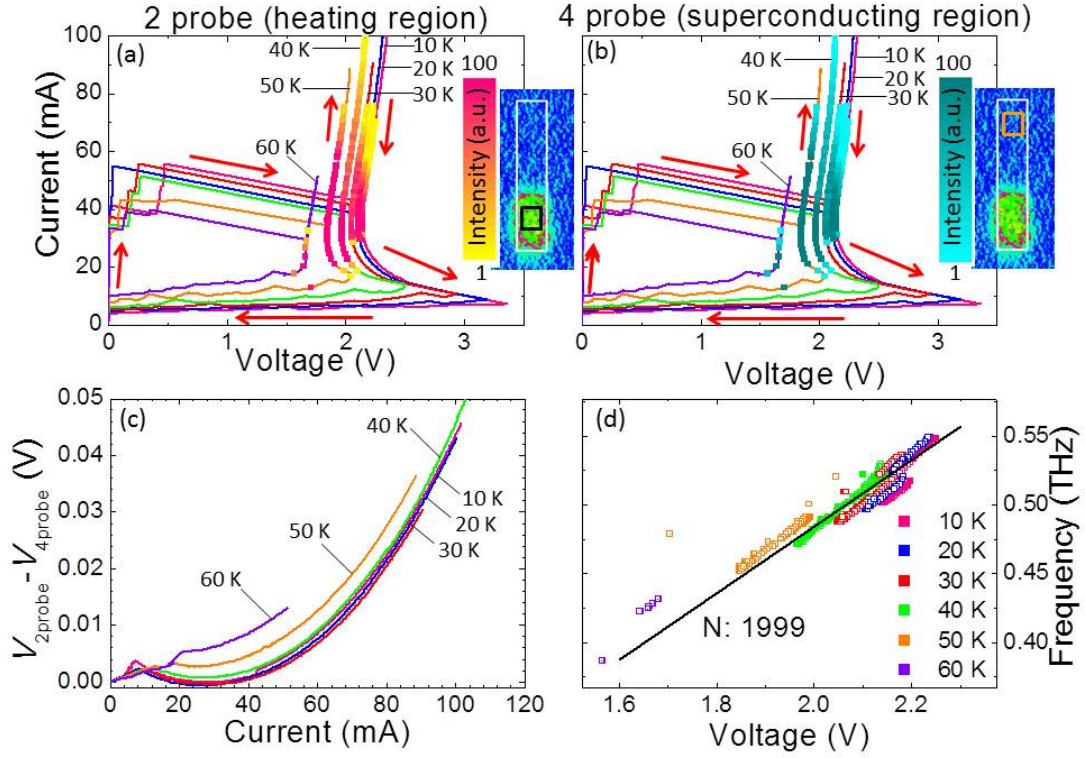 2 probe (heating region)
4 probe (superconducting region)
(a)
100
80
60
40
20
0
Current (mA)
0
1
2
3
Voltage (V)
40 K
10 K
20 K
50 K
30 K
60 K
100
Intensity (a.u.)
1
(b)
40 K
10 K
20 K
50 K
30 K
60 K
100
Intensity (a.u.)
1
0
1
2
3
Voltage (V)
(c)
0.05
0.04
0.03
0.02
0.01
0.00
V2probe-V4probe (V)
40 K
10 K
20 K
30 K
50 K
60 K
0
20
40
60
80
100
120
Current (mA)
(d)
0.55
0.50
0.45
0.40
Frequency (THz)
N: 1999
10 K
20 K
30 K
40 K
50 K
60 K
1.6
1.8
2.0
2.2
Voltage (V)